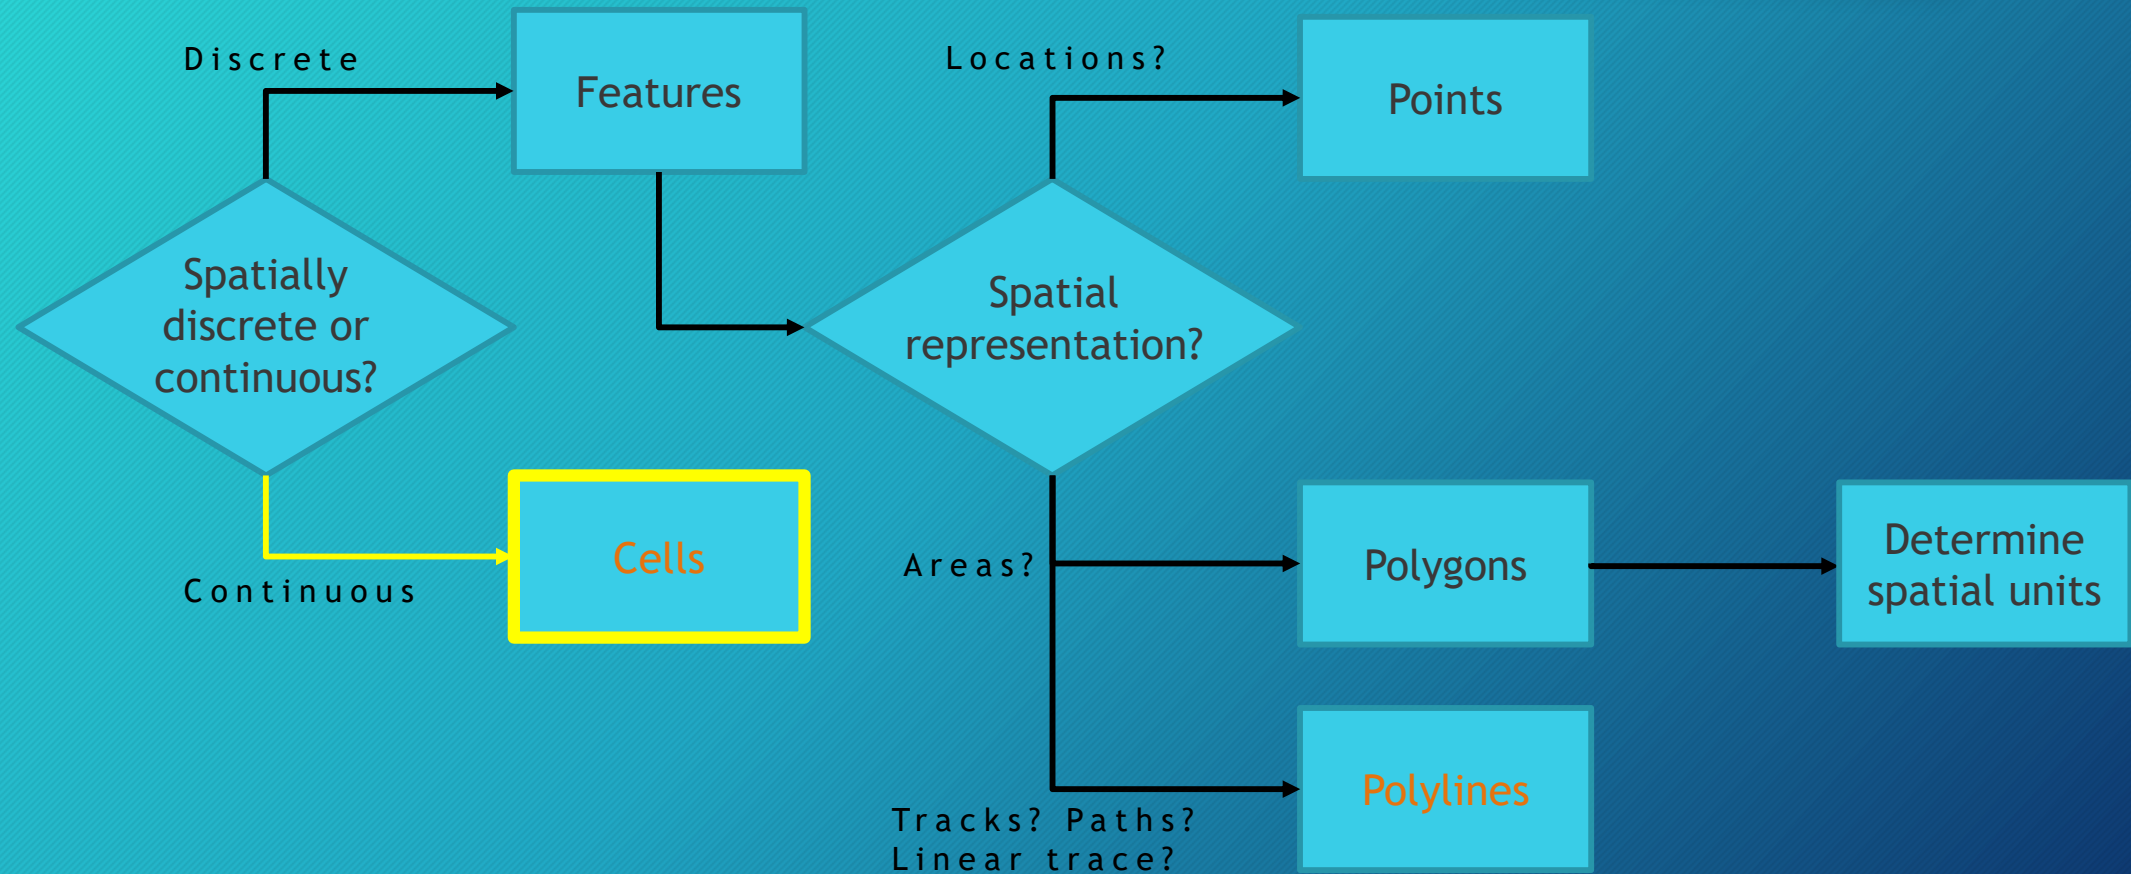 Discrete
Features
Locations?
Points
Spatially
discrete or
continuous?
Spatial
representation?
Continuous
Cells
Areas?
Polygons
Determine
spatial units
Tracks? Paths?
Linear trace?
Polylines